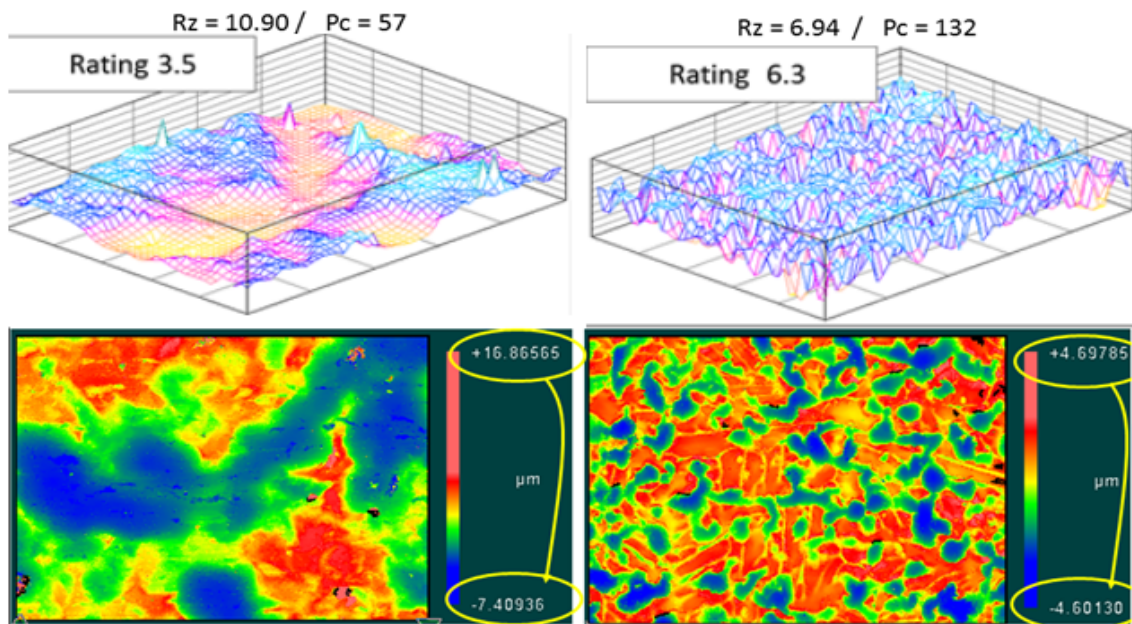 Rz = 10.90 / Pc = 57
Rating 3.5
Rz = 6.94 / Pc = 132
Rating 6.3
+16.86565
µm
-7.40936
+4.69785
µm
-4.60130